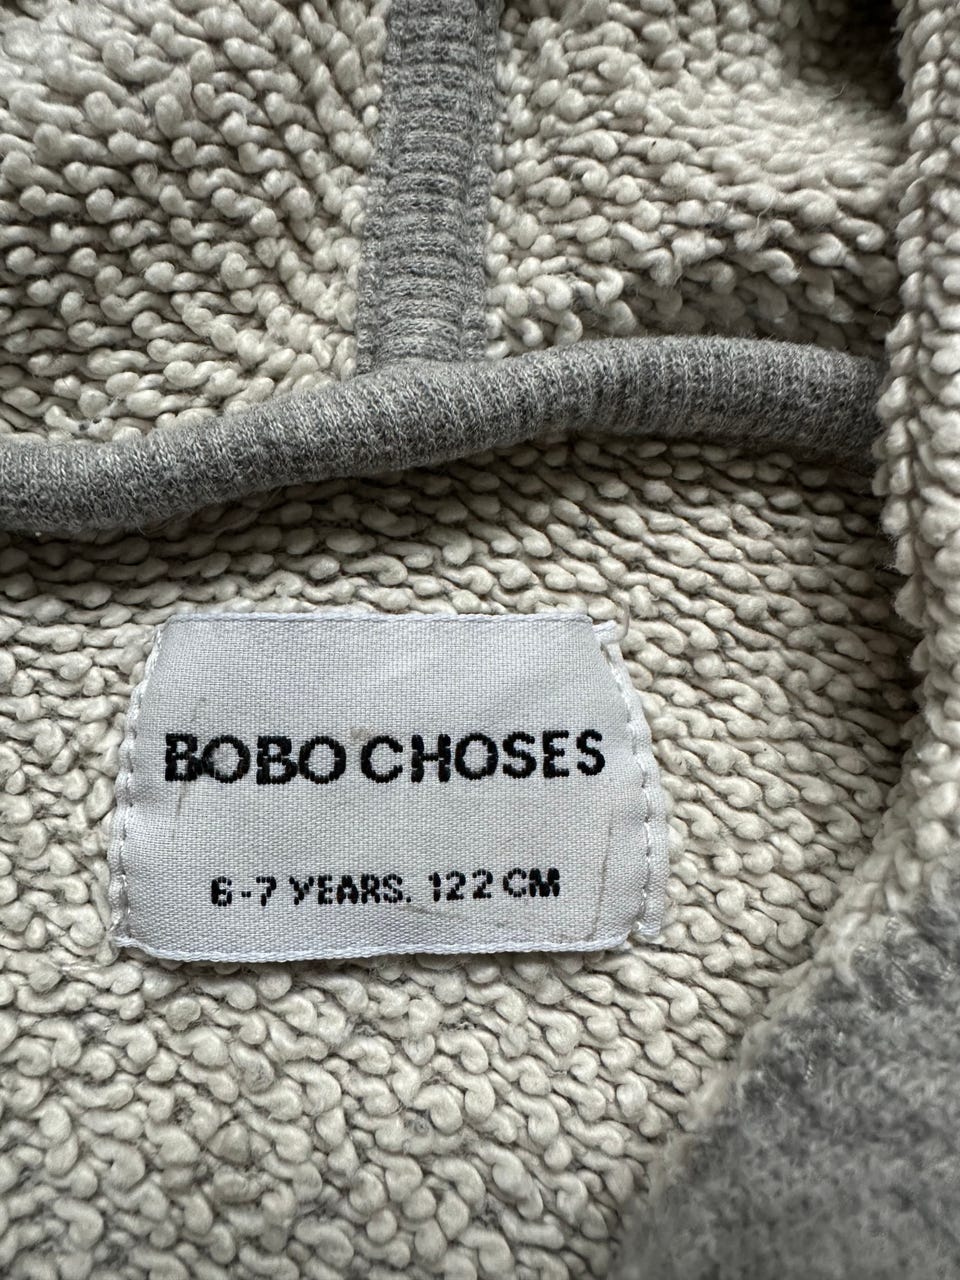 BOBO CHOSES
6-7 YEARS. 122 CM